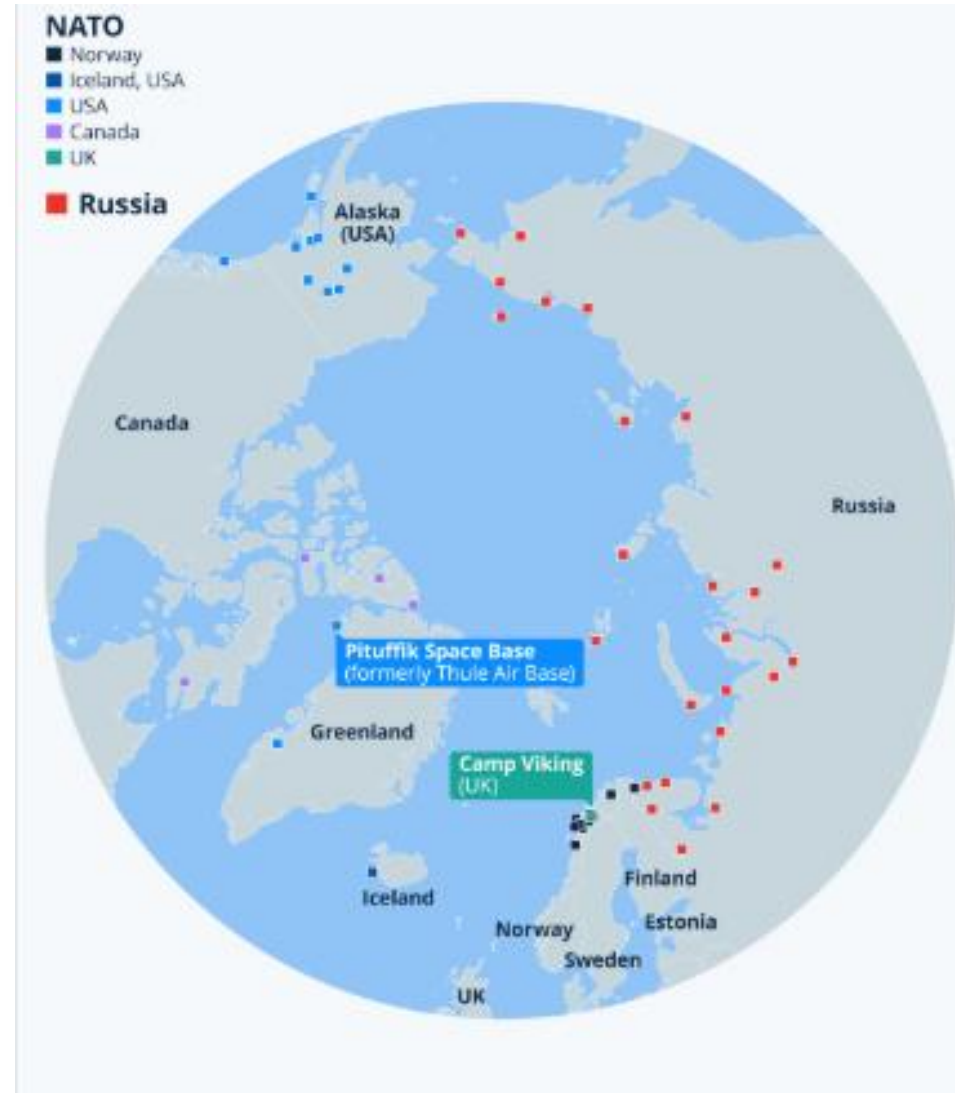 NATO
Norway
Iceland, USA
USA
Canada
UK
Russia
Alaska
(USA)
Canada
Russia
Pituffik Space Base
(formerly Thule Air Base)
Greenland
Camp Viking
(UK)
Iceland
Finland
Norway
Estonia
Sweden
UK